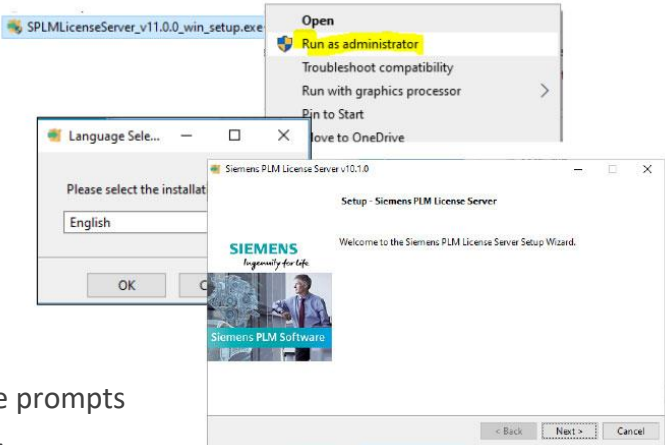 SPLMLicenseServer_v11.0.0_win_setup.exe
Open
Run as administrator
Troubleshoot compatibility
Run with graphics processor
Pin to Start
Move to OneDrive
Language Sele...
Please select the installat
English
OK
Siemens PLM License Server v10.1.0
Setup - Siemens PLM License Server
Welcome to the Siemens PLM License Server Setup Wizard.
SIEMENS
Ingenuity for life
Siemens PLM Software
< Back
Next >
Cancel
e prompts